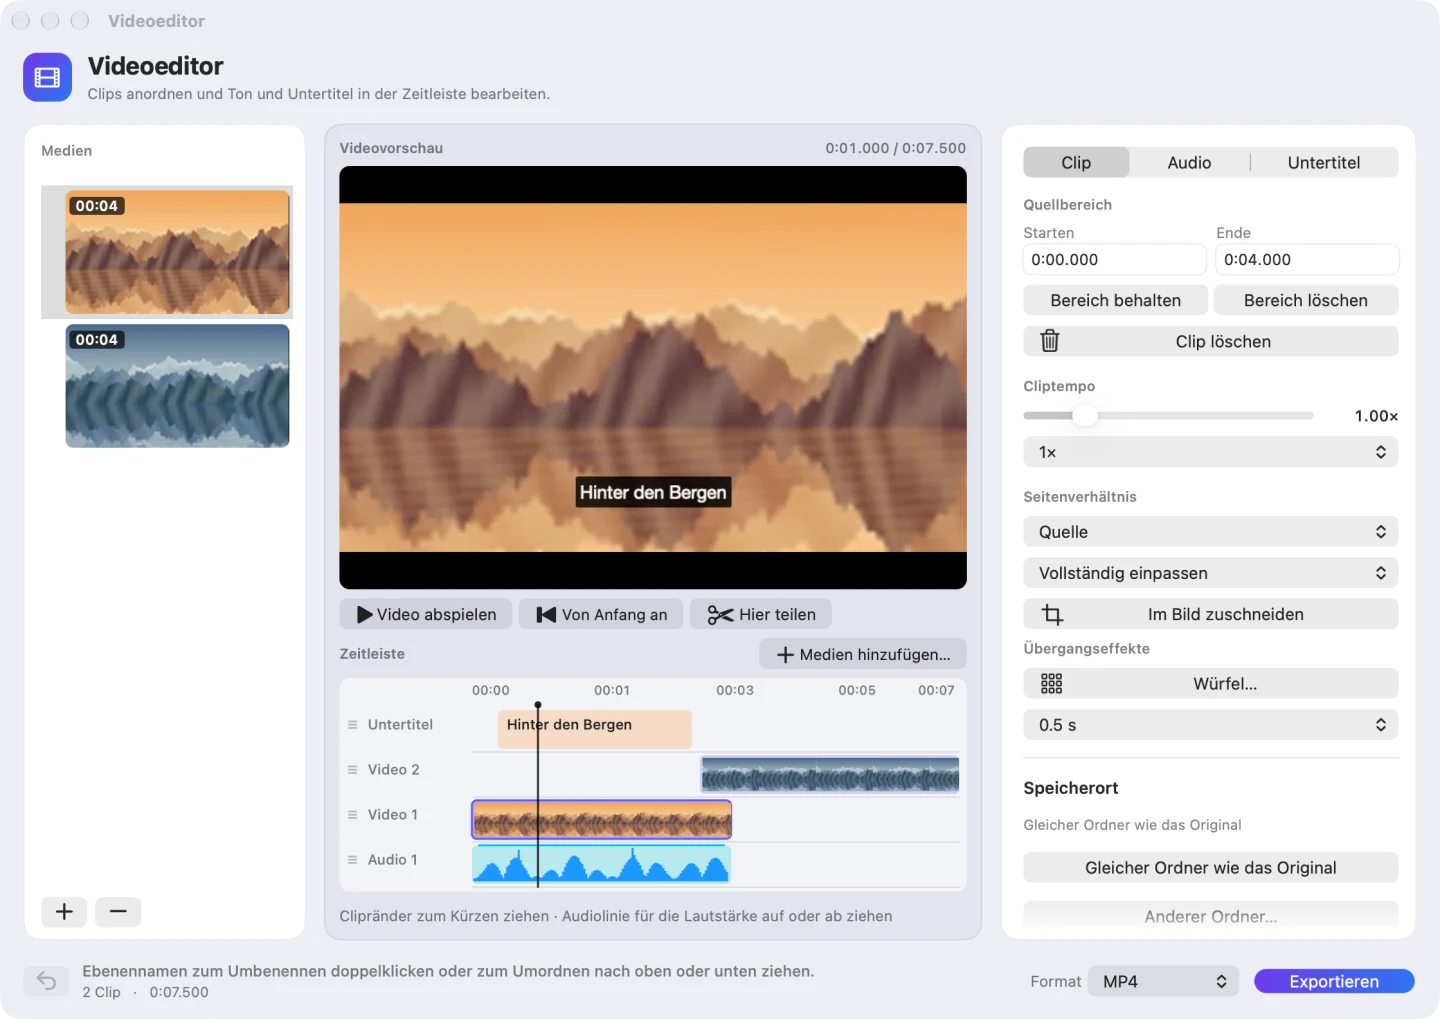 Videoeditor
Videoeditor
Clips anordnen und Ton und Untertitel in der Zeitleiste bearbeiten.
Medien
00:04
00:04
Videovorschau
0:01.000 / 0:07.500
Hinter den Bergen
Video abspielen
Von Anfang an
Hier teilen
Zeitleiste
Medien hinzufügen...
00:00 00:01 00:03 00:05 00:07
Untertitel
Hinter den Bergen
Video 2
Video 1
Audio 1
Clipränder zum Kürzen ziehen · Audiolinie für die Lautstärke auf oder ab ziehen
Clip Audio Untertitel
Quellbereich
Starten Ende
0:00.000 0:04.000
Bereich behalten Bereich löschen
Clip löschen
Cliptempo
1.00×
1×
Seitenverhältnis
Quelle
Vollständig einpassen
Im Bild zuschneiden
Übergangseffekte
Würfel...
0.5 s
Speicherort
Gleicher Ordner wie das Original
Gleicher Ordner wie das Original
Anderer Ordner...
Ebenennamen zum Umbenennen doppelklicken oder zum Umordnen nach oben oder unten ziehen.
2 Clip · 0:07.500
Format MP4 Exportieren